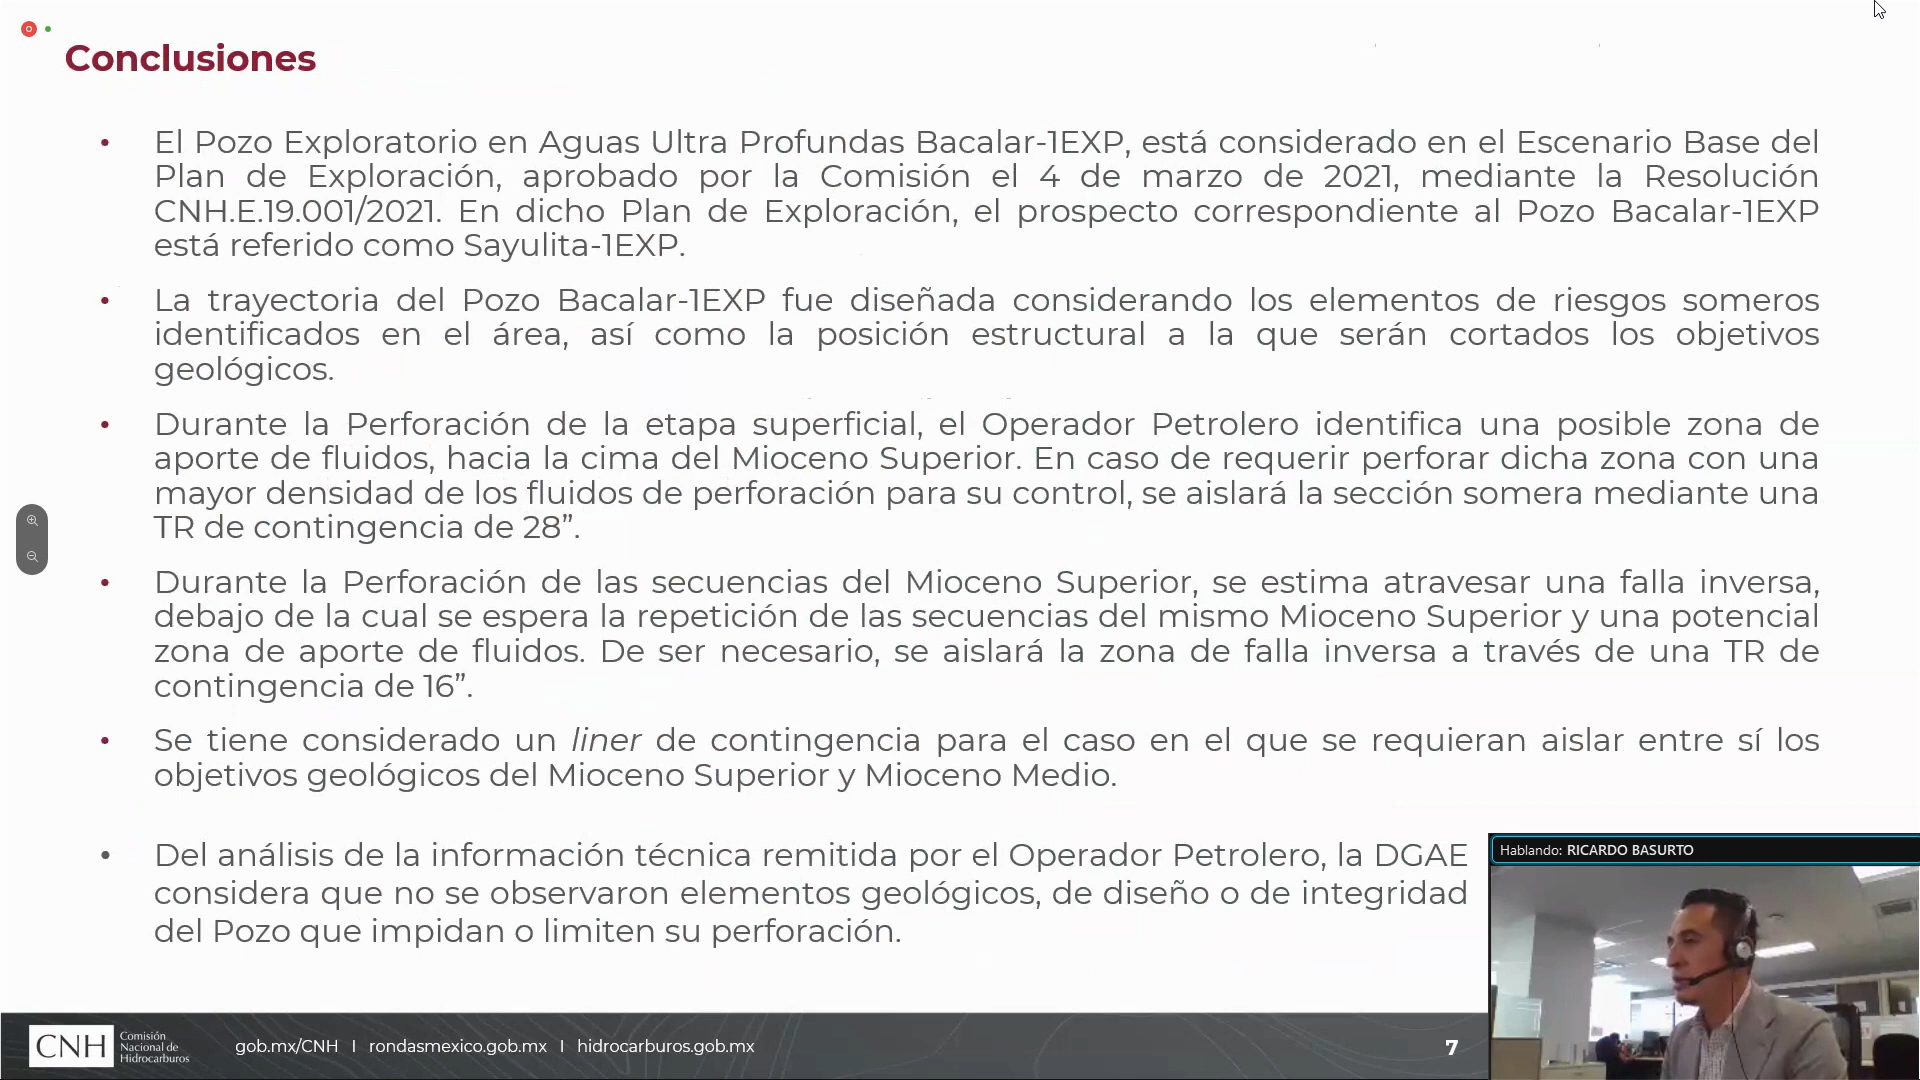 Conclusiones
• El Pozo Exploratorio en Aguas Ultra Profundas Bacalar-1EXP, está considerado en el Escenario Base del
Plan de Exploración, aprobado por la Comisión el 4 de marzo de 2021, mediante la Resolución
CNH.E.19.001/2021. En dicho Plan de Exploración, el prospecto correspondiente al Pozo Bacalar-1EXP
está referido como Sayulita-1EXP.
• La trayectoria del Pozo Bacalar-1EXP fue diseñada considerando los elementos de riesgos someros
identificados en el área, así como la posición estructural a la que serán cortados los objetivos
geológicos.
• Durante la Perforación de la etapa superficial, el Operador Petrolero identifica una posible zona de
aporte de fluidos, hacia la cima del Mioceno Superior. En caso de requerir perforar dicha zona con una
mayor densidad de los fluidos de perforación para su control, se aislará la sección somera mediante una
TR de contingencia de 28”.
• Durante la Perforación de las secuencias del Mioceno Superior, se estima atravesar una falla inversa,
debajo de la cual se espera la repetición de las secuencias del mismo Mioceno Superior y una potencial
zona de aporte de fluidos. De ser necesario, se aislará la zona de falla inversa a través de una TR de
contingencia de 16”.
• Se tiene considerado un liner de contingencia para el caso en el que se requieran aislar entre sí los
objetivos geológicos del Mioceno Superior y Mioceno Medio.
• Del análisis de la información técnica remitida por el Operador Petrolero, la DGAE
considera que no se observaron elementos geológicos, de diseño o de integridad
del Pozo que impidan o limiten su perforación.
Hablando: RICARDO BASURTO
CNH
Comisión
Nacional de
Hidrocarburos
gob.mx/CNH I rondasmexico.gob.mx I hidrocarburos.gob.mx
7